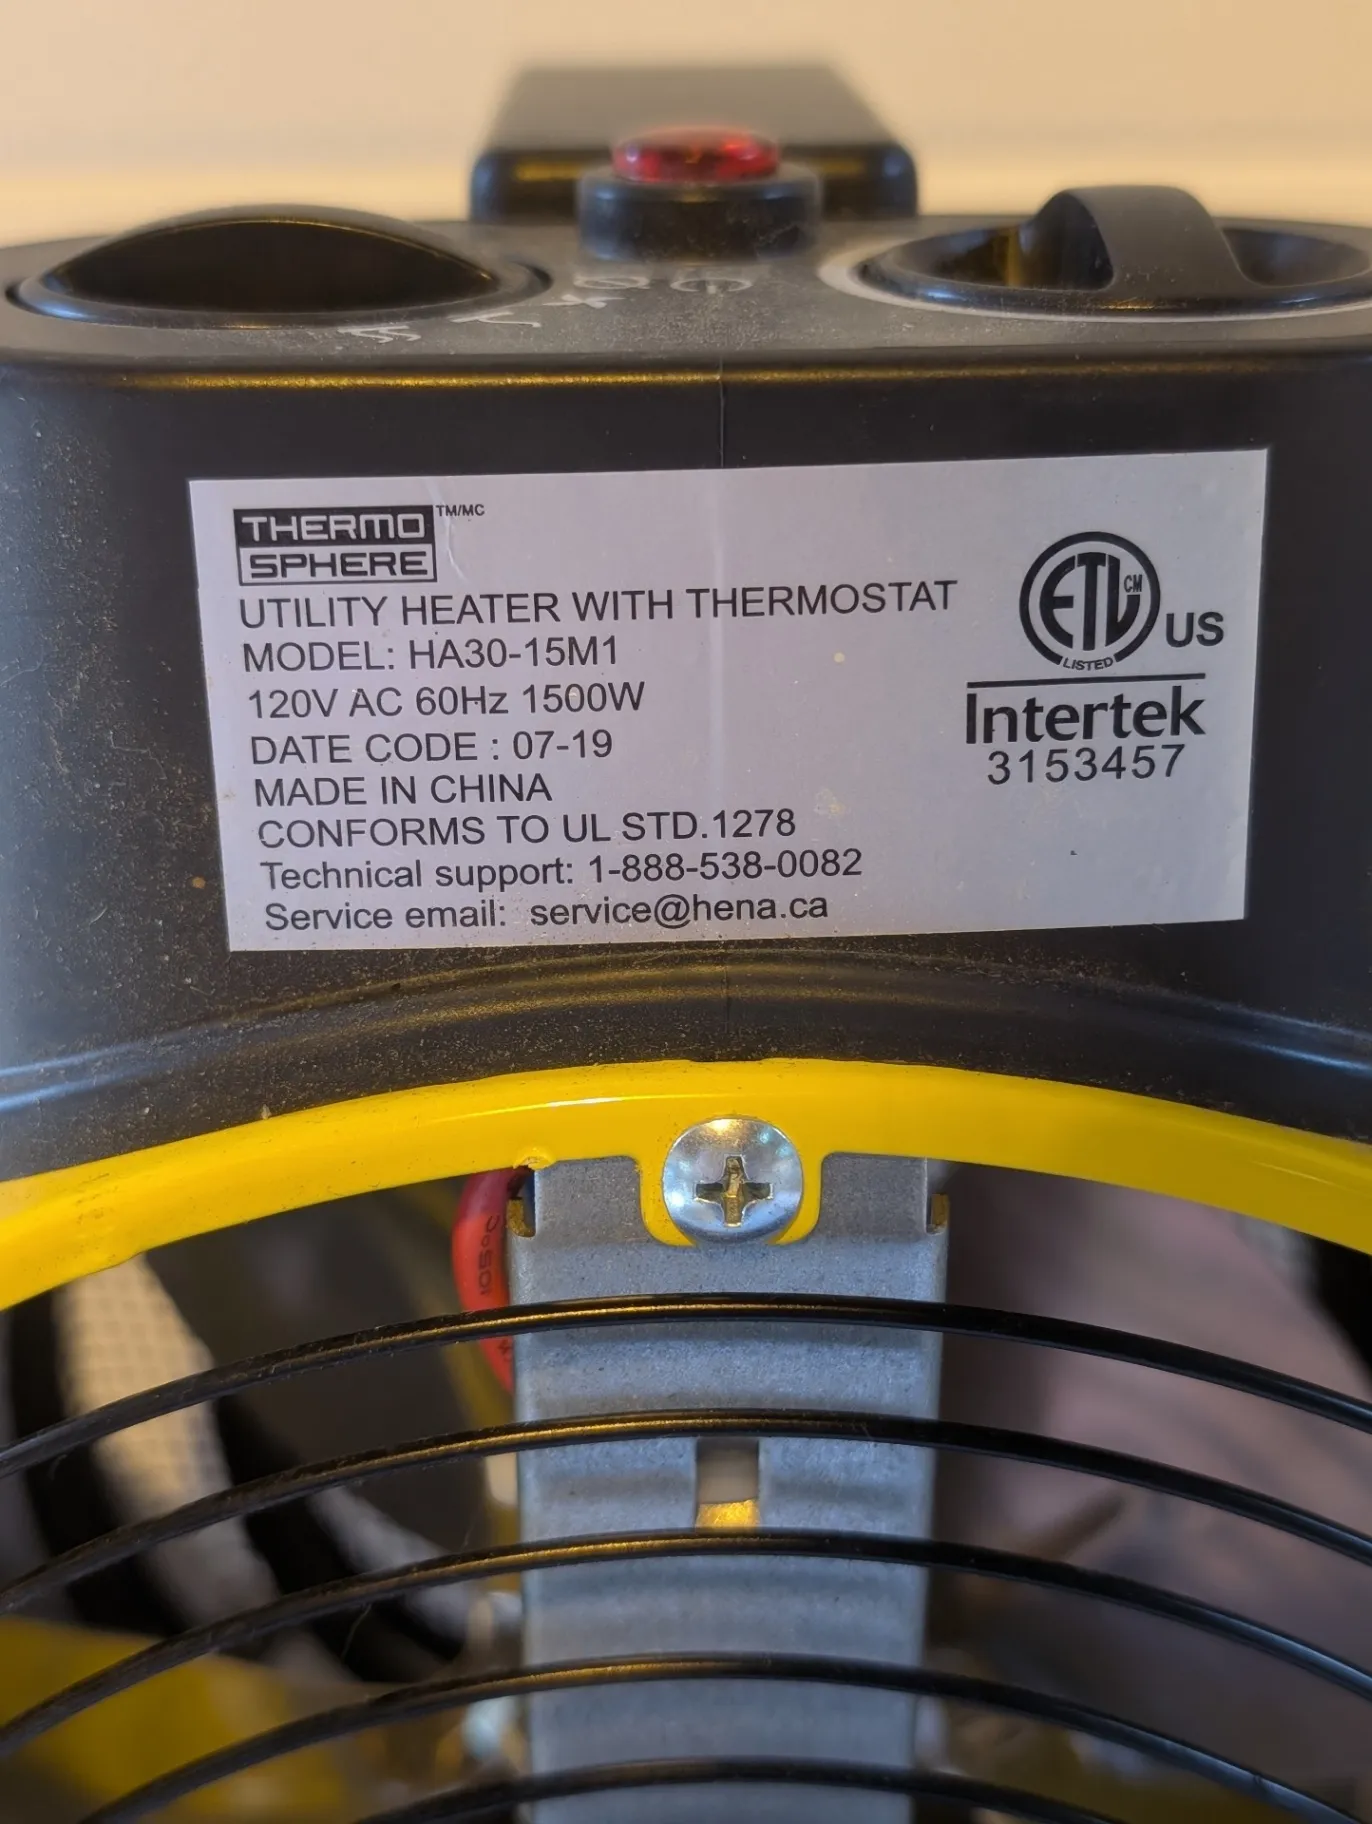 THERMO TM/MC
SPHERE
UTILITY HEATER WITH THERMOSTAT
MODEL: HA30-15M1
120V AC 60Hz 1500W
DATE CODE : 07-19
MADE IN CHINA
CONFORMS TO UL STD.1278
Technical support: 1-888-538-0082
Service email: service@hena.ca
ETL CM
LISTED
US
Intertek
3153457